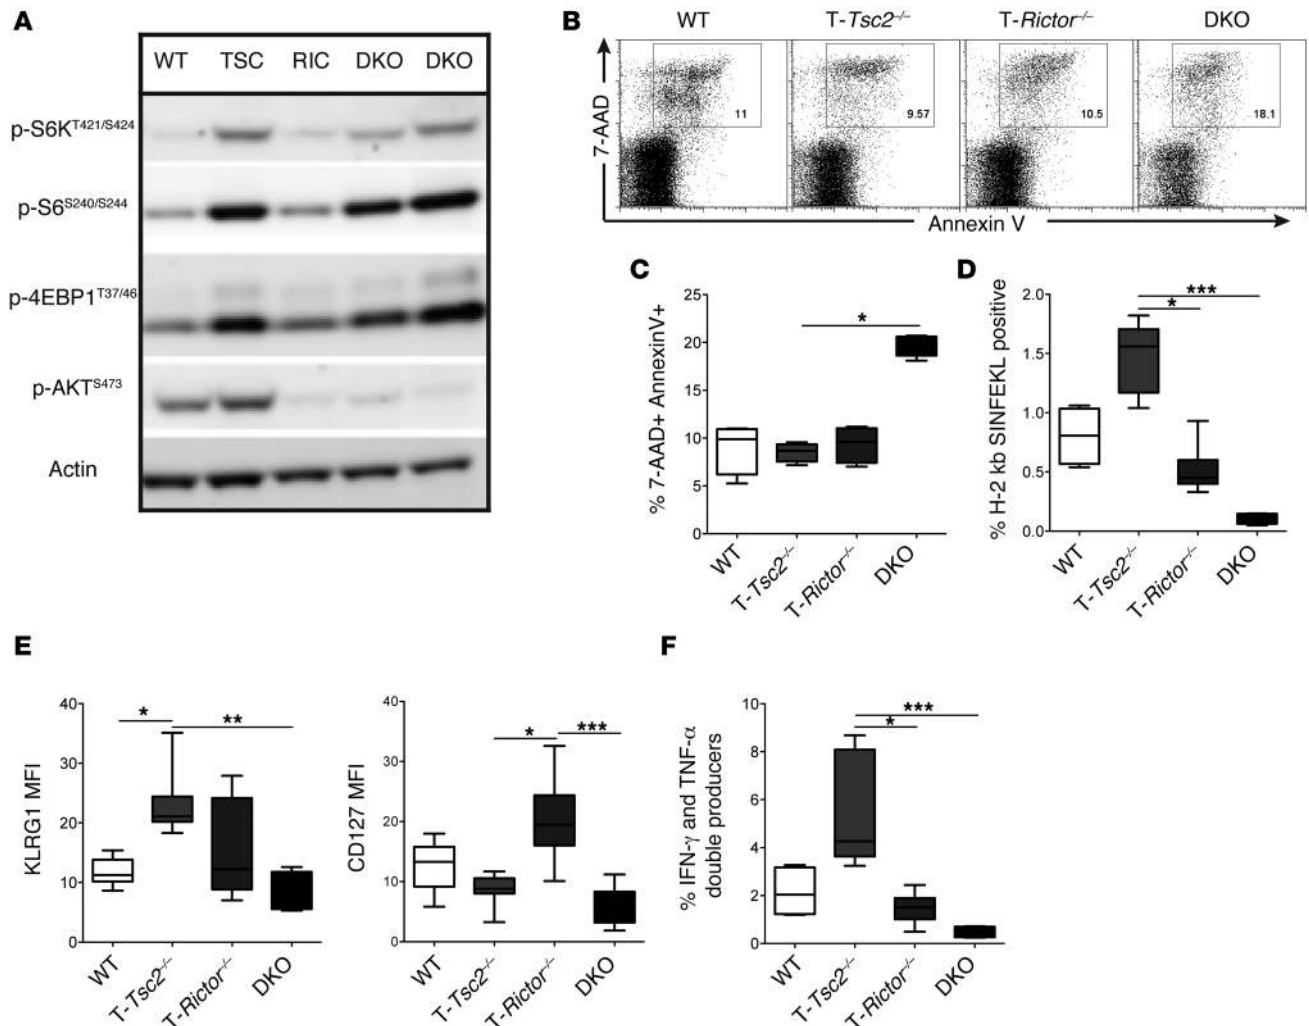 A
WT TSC RIC DKO DKO
p-S6K^T421/S424
p-S6^S240/S244
p-4EBP1^T37/46
p-AKT^S473
Actin
B
WT T-Tsc2^–/– T-Rictor^–/– DKO
7-AAD
11 9.57 10.5 18.1
Annexin V
C
% 7-AAD+ AnnexinV+
25
20
15
10
5
0
*
WT T-Tsc2^–/– T-Rictor^–/– DKO
D
% H-2 kb SINFEKL positive
2.0
1.5
1.0
0.5
0.0
***
*
WT T-Tsc2^–/– T-Rictor^–/– DKO
E
KLRG1 MFI
40
30
20
10
0
* **
WT T-Tsc2^–/– T-Rictor^–/– DKO
CD127 MFI
40
30
20
10
0
* ***
WT T-Tsc2^–/– T-Rictor^–/– DKO
F
% IFN-γ and TNF-α
double producers
10
8
6
4
2
0
***
*
WT T-Tsc2^–/– T-Rictor^–/– DKO